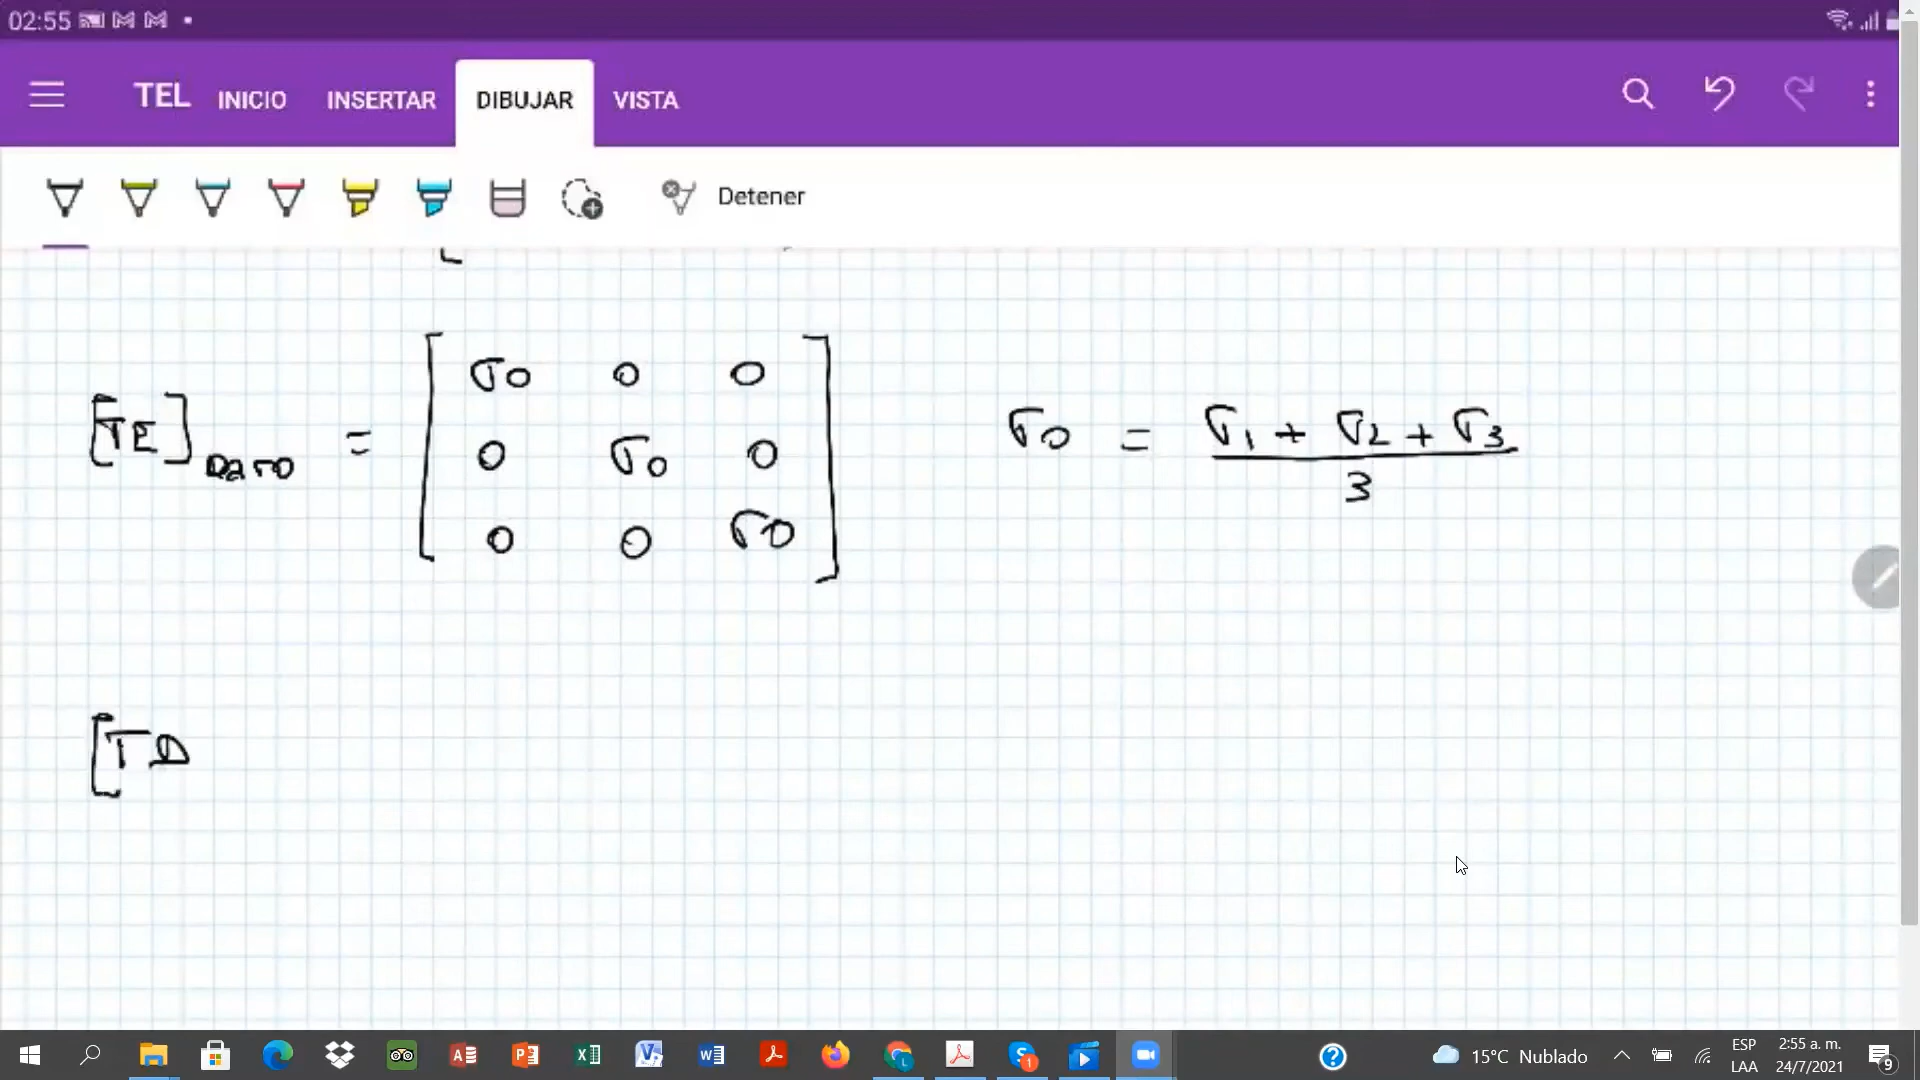 02:55
TEL INICIO INSERTAR DIBUJAR VISTA
Detener
[TE] = [σ0 0 0
0 σ0 0
0 0 σ0]
σ0 = σ1 + σ2 + σ3
3
[TD
15°C Nublado
ESP
LAA
2:55 a. m.
24/7/2021
9